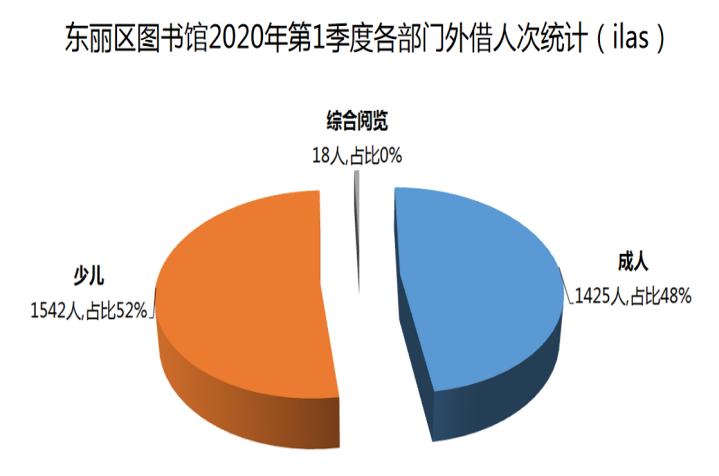 东丽区图书馆2020年第1季度各部门外借人次统计（ilas）
综合阅览
18人,占比0%
成人
1425人,占比48%
少儿
1542人,占比52%